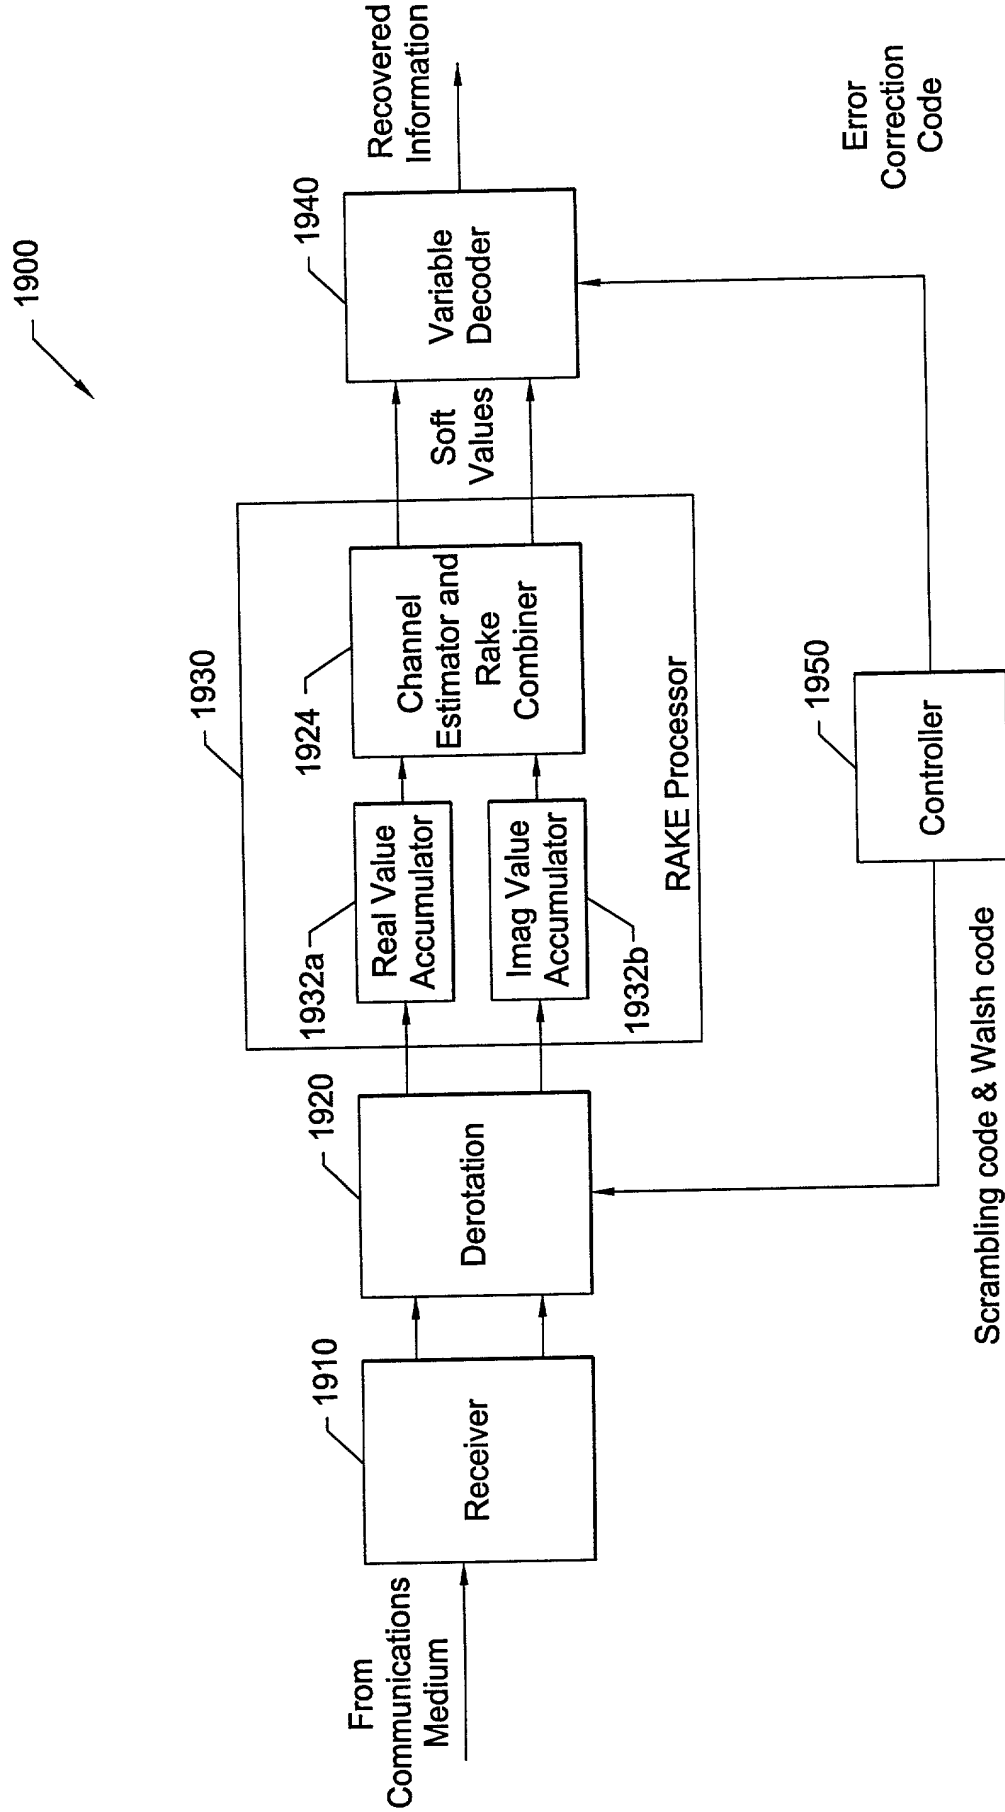 1900
From
Communications
Medium
1910
Receiver
1920
Derotation
1930
1932a
Real Value
Accumulator
Imag Value
Accumulator
1932b
1924
Channel
Estimator and
Rake
Combiner
RAKE Processor
Soft
Values
1940
Variable
Decoder
Recovered
Information
1950
Controller
Scrambling code & Walsh code
Error
Correction
Code